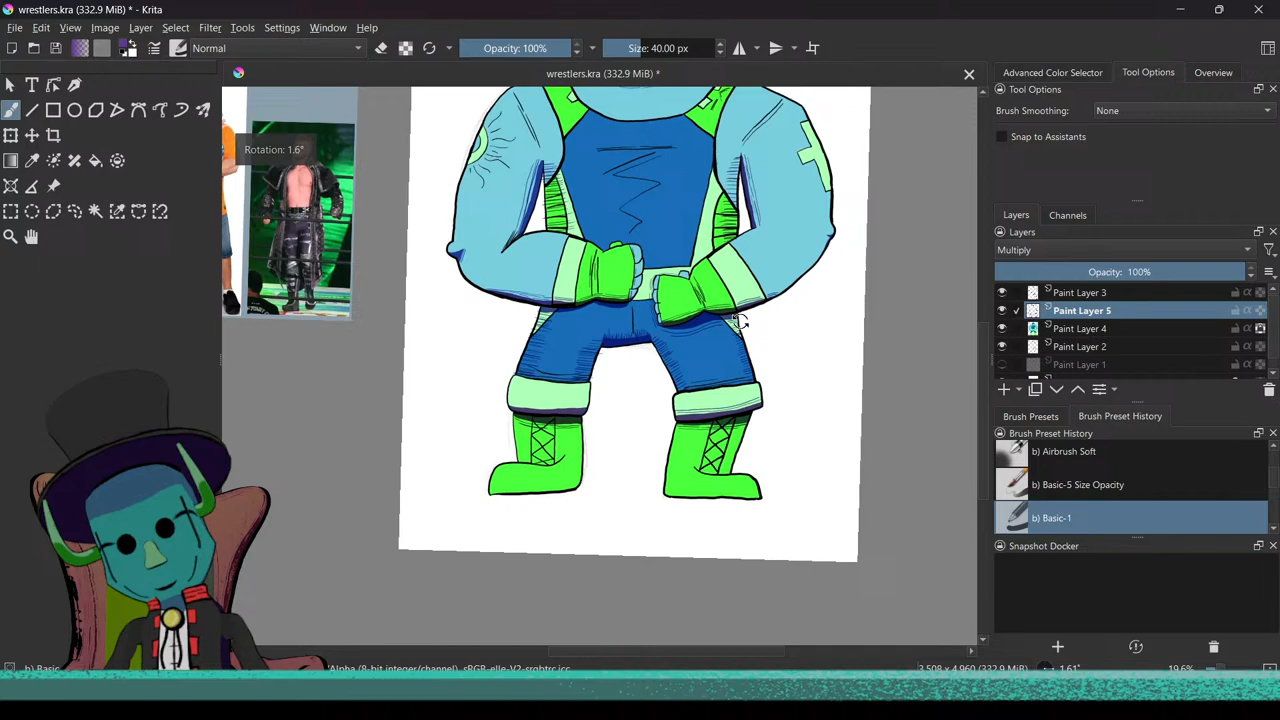 wrestlers.kra (332.9 MiB) * - Krita
File Edit View Image Layer Select Filter Tools Settings Window Help
Normal
Opacity: 100%
Size: 40.00 px
wrestlers.kra (332.9 MiB) *
Advanced Color Selector
Tool Options
Overview
Tool Options
Brush Smoothing:
None
Snap to Assistants
Rotation: 1.6°
Layers
Channels
Layers
Multiply
Opacity: 100%
Paint Layer 3
Paint Layer 5
Paint Layer 4
Paint Layer 2
Paint Layer 1
Brush Presets
Brush Preset History
Brush Preset History
b) Airbrush Soft
b) Basic-5 Size Opacity
b) Basic-1
Snapshot Docker